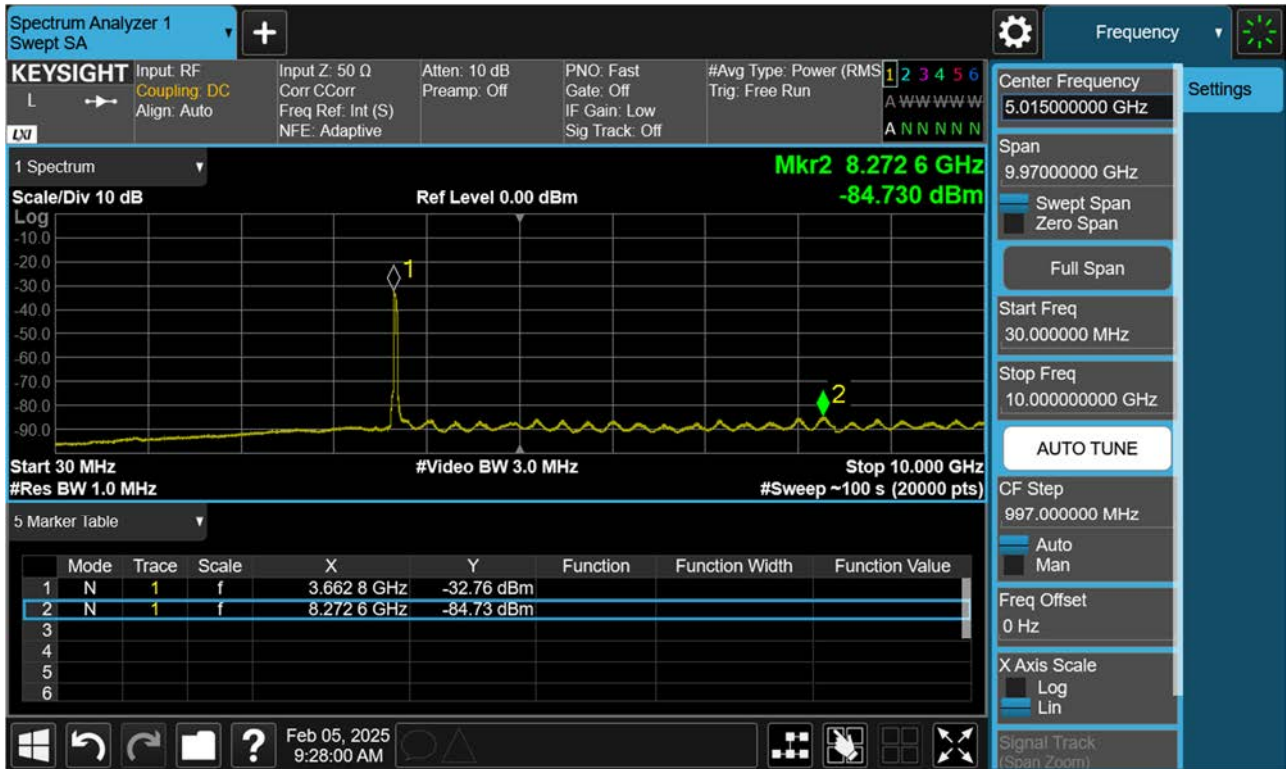 Spectrum Analyzer 1
Swept SA
+
Frequency
KEYSIGHT
L
LXI
Input: RF
Coupling: DC
Align: Auto
Input Z: 50 Ω
Corr CCorr
Freq Ref: Int (S)
NFE: Adaptive
Atten: 10 dB
Preamp: Off
PNO: Fast
Gate: Off
IF Gain: Low
Sig Track: Off
#Avg Type: Power (RMS
Trig: Free Run
1 2 3 4 5 6
A W W W W W
A N N N N N
1 Spectrum
Mkr2 8.272 6 GHz
-84.730 dBm
Scale/Div 10 dB
Ref Level 0.00 dBm
Log
-10.0
-20.0
-30.0
-40.0
-50.0
-60.0
-70.0
-80.0
-90.0
1
2
Start 30 MHz
#Video BW 3.0 MHz
Stop 10.000 GHz
#Res BW 1.0 MHz
#Sweep ~100 s (20000 pts)
5 Marker Table
Mode Trace Scale X Y Function Function Width Function Value
1 N 1 f 3.662 8 GHz -32.76 dBm
2 N 1 f 8.272 6 GHz -84.73 dBm
3
4
5
6
?
Feb 05, 2025
9:28:00 AM
Settings
Center Frequency
5.015000000 GHz
Span
9.97000000 GHz
Swept Span
Zero Span
Full Span
Start Freq
30.000000 MHz
Stop Freq
10.000000000 GHz
AUTO TUNE
CF Step
997.000000 MHz
Auto
Man
Freq Offset
0 Hz
X Axis Scale
Log
Lin
Signal Track
(Span Zoom)